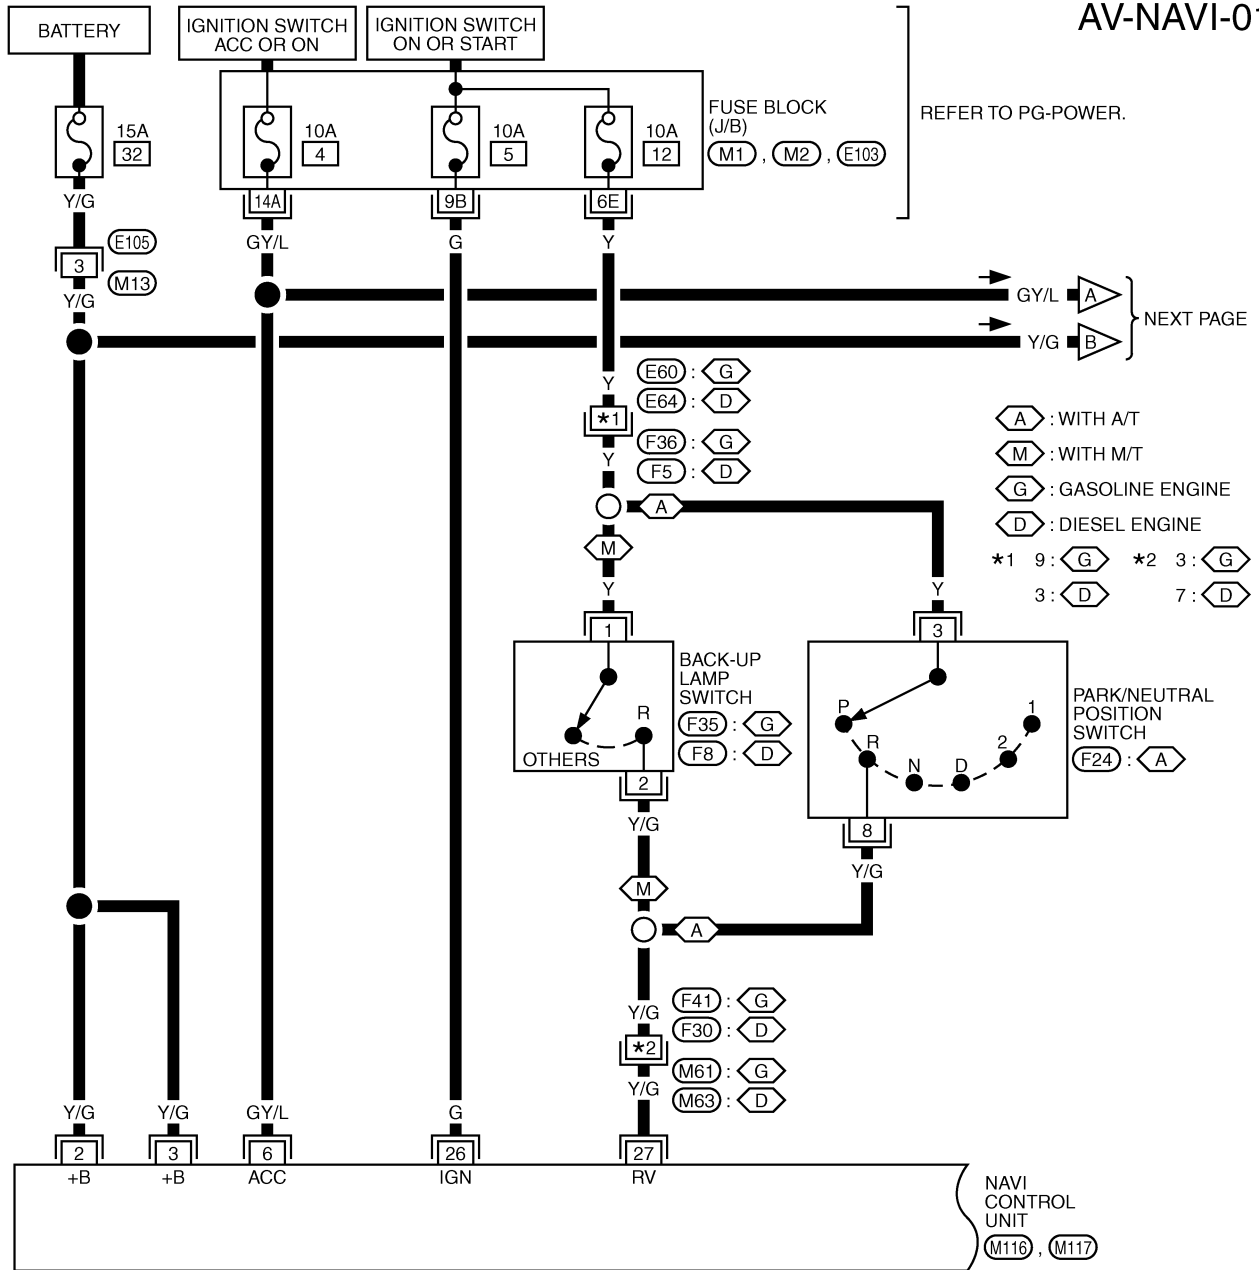 AV-NAVI-01
BATTERY
IGNITION SWITCH
ACC OR ON
IGNITION SWITCH
ON OR START
15A
32
10A
4
10A
5
10A
12
FUSE BLOCK
(J/B)
M1 , M2 , E103
REFER TO PG-POWER.
14A
9B
6E
Y/G
GY/L
G
Y
3
E105
M13
Y/G
GY/L
A
Y/G
B
NEXT PAGE
Y
E60 : G
E64 : D
*1
F36 : G
F5 : D
Y
A : WITH A/T
M : WITH M/T
G : GASOLINE ENGINE
D : DIESEL ENGINE
*1 9 : G *2 3 : G
3 : D 7 : D
A
M
Y
Y
1
3
BACK-UP
LAMP
SWITCH
F35 : G
F8 : D
R
OTHERS
2
P
R
N
D
2
1
PARK/NEUTRAL
POSITION
SWITCH
F24 : A
8
Y/G
Y/G
M
A
Y/G
F41 : G
F30 : D
*2
M61 : G
M63 : D
Y/G
Y/G
Y/G
GY/L
G
2
3
6
26
27
+B
+B
ACC
IGN
RV
NAVI
CONTROL
UNIT
M116 , M117